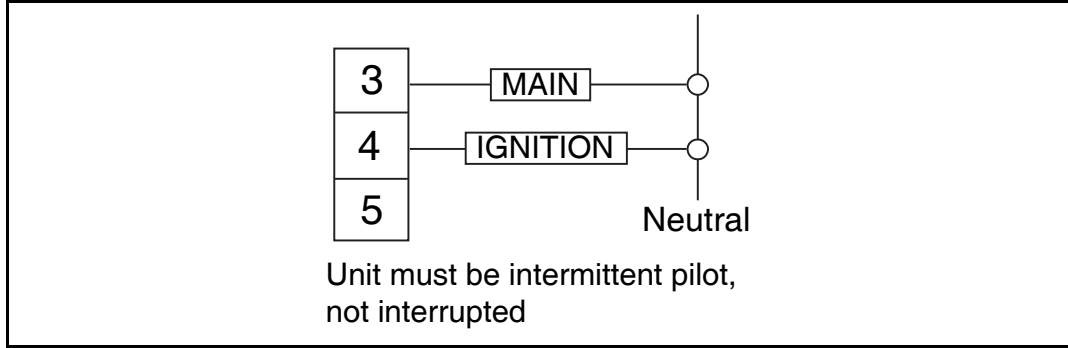 3 MAIN
4 IGNITION
5
Neutral
Unit must be intermittent pilot,
not interrupted